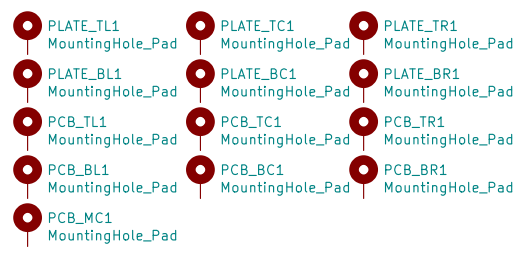 PLATE_TL1
MountingHole_Pad
PLATE_TC1
MountingHole_Pad
PLATE_TR1
MountingHole_Pad
PLATE_BL1
MountingHole_Pad
PLATE_BC1
MountingHole_Pad
PLATE_BR1
MountingHole_Pad
PCB_TL1
MountingHole_Pad
PCB_TC1
MountingHole_Pad
PCB_TR1
MountingHole_Pad
PCB_BL1
MountingHole_Pad
PCB_BC1
MountingHole_Pad
PCB_BR1
MountingHole_Pad
PCB_MC1
MountingHole_Pad